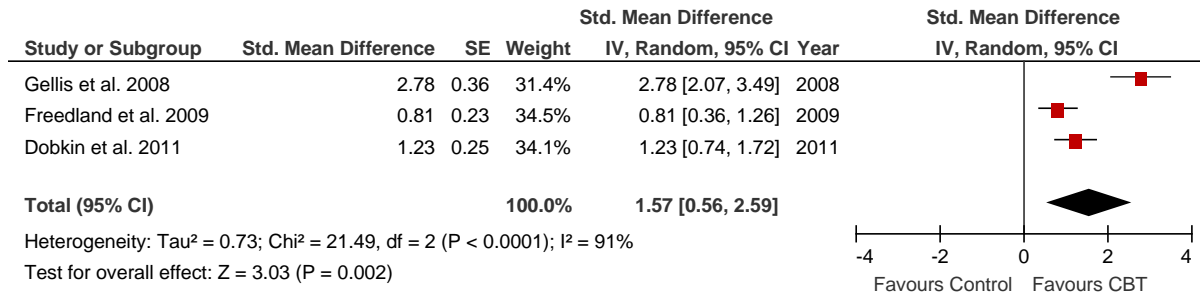 Std. Mean Difference Std. Mean Difference
Study or Subgroup Std. Mean Difference SE Weight IV, Random, 95% CI Year IV, Random, 95% CI
Gellis et al. 2008 2.78 0.36 31.4% 2.78 [2.07, 3.49] 2008
Freedland et al. 2009 0.81 0.23 34.5% 0.81 [0.36, 1.26] 2009
Dobkin et al. 2011 1.23 0.25 34.1% 1.23 [0.74, 1.72] 2011
Total (95% CI) 100.0% 1.57 [0.56, 2.59]
Heterogeneity: Tau² = 0.73; Chi² = 21.49, df = 2 (P < 0.0001); I² = 91%
Test for overall effect: Z = 3.03 (P = 0.002)
-4 -2 0 2 4
Favours Control Favours CBT